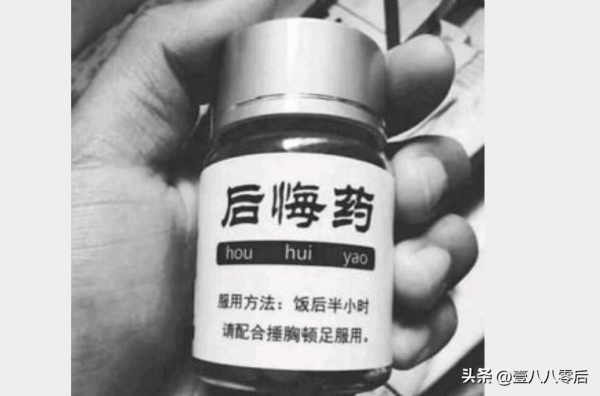 后悔药
hou hui yao
服用方法：饭后半小时
请配合捶胸顿足服用。
头条 @壹八八零后